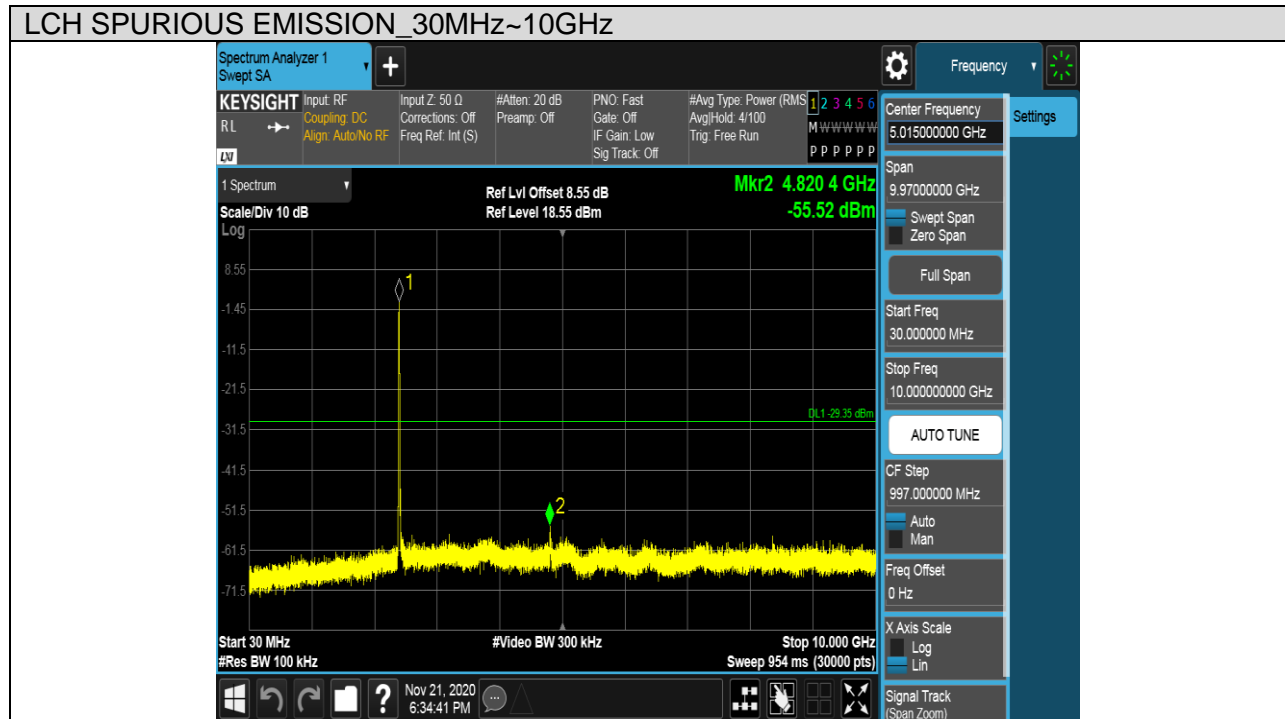 LCH SPURIOUS EMISSION_30MHz~10GHz
Spectrum Analyzer 1
Swept SA
Frequency
KEYSIGHT
RL
LXI
Input: RF
Coupling: DC
Align: Auto/No RF
Input Z: 50 Ω
Corrections: Off
Freq Ref: Int (S)
#Atten: 20 dB
Preamp: Off
PNO: Fast
Gate: Off
IF Gain: Low
Sig Track: Off
#Avg Type: Power (RMS
Avg|Hold: 4/100
Trig: Free Run
1 2 3 4 5 6
M W W W W W
P P P P P P
1 Spectrum
Scale/Div 10 dB
Log
Ref Lvl Offset 8.55 dB
Ref Level 18.55 dBm
Mkr2 4.820 4 GHz
-55.52 dBm
8.55
-1.45
-11.5
-21.5
-31.5
-41.5
-51.5
-61.5
-71.5
1
2
DL1 -29.35 dBm
Start 30 MHz
#Res BW 100 kHz
#Video BW 300 kHz
Stop 10.000 GHz
Sweep 954 ms (30000 pts)
Nov 21, 2020
6:34:41 PM
Center Frequency
5.015000000 GHz
Settings
Span
9.97000000 GHz
Swept Span
Zero Span
Full Span
Start Freq
30.000000 MHz
Stop Freq
10.000000000 GHz
AUTO TUNE
CF Step
997.000000 MHz
Auto
Man
Freq Offset
0 Hz
X Axis Scale
Log
Lin
Signal Track
(Span Zoom)